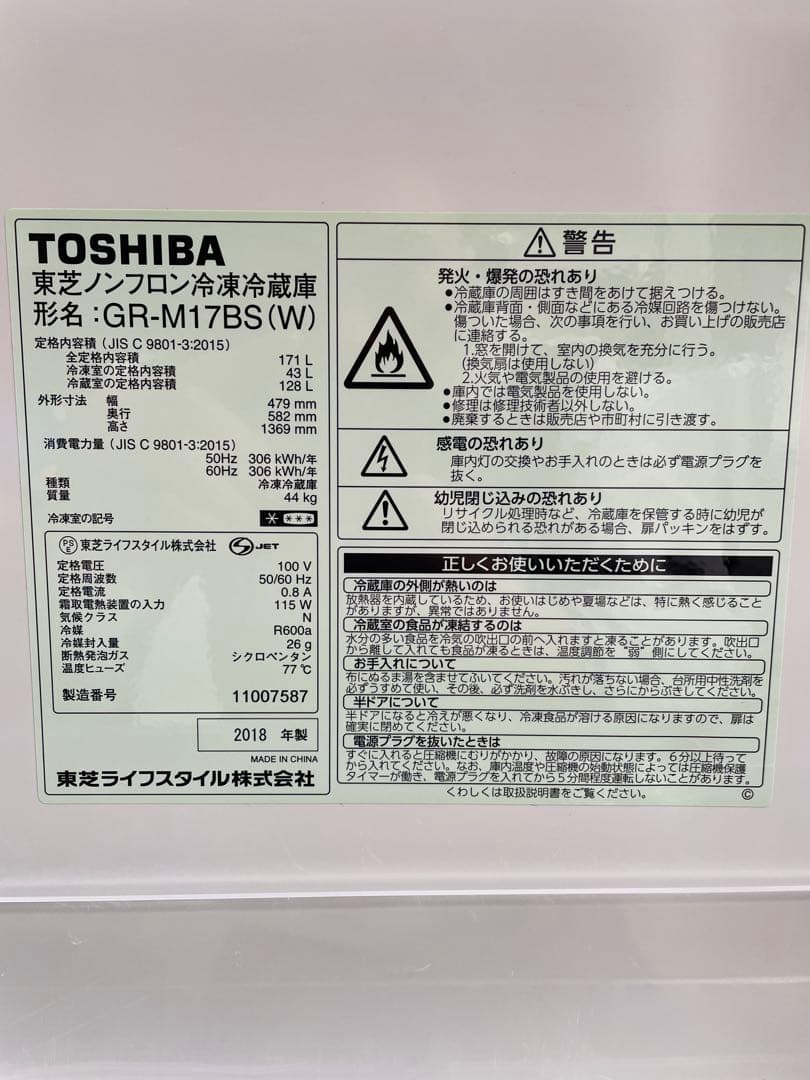 TOSHIBA
東芝ノンフロン冷凍冷蔵庫
形名：GR-M17BS(W)
定格内容積（JIS C 9801-3:2015）
全定格内容積 171 L
冷凍室の定格内容積 43 L
冷蔵室の定格内容積 128 L
外形寸法 幅 479 mm
奥行 582 mm
高さ 1369 mm
消費電力量（JIS C 9801-3:2015）
50Hz 306 kWh/年
60Hz 306 kWh/年
種類 冷凍冷蔵庫
質量 44 kg
冷凍室の記号
PS E 東芝ライフスタイル株式会社 JET
定格電圧 100 V
定格周波数 50/60 Hz
定格電流 0.8 A
霜取電熱装置の入力 115 W
気候クラス N
冷媒 R600a
冷媒封入量 26 g
断熱発泡ガス シクロペンタン
温度ヒューズ 77 ℃
製造番号 11007587
2018 年製
MADE IN CHINA
東芝ライフスタイル株式会社
警告
発火・爆発の恐れあり
●冷蔵庫の周囲はすき間をあけて据えつける。
●冷蔵庫背面・側面などにある冷媒回路を傷つけない。
傷ついた場合、次の事項を行い、お買い上げの販売店
に連絡する。
1.窓を開けて、室内の換気を充分に行う。
(換気扇は使用しない)
2.火気や電気製品の使用を避ける。
●庫内では電気製品を使用しない。
●修理は修理技術者以外しない。
●廃棄するときは販売店や市町村に引き渡す。
感電の恐れあり
庫内灯の交換やお手入れのときは必ず電源プラグを
抜く。
幼児閉じ込みの恐れあり
リサイクル処理時など、冷蔵庫を保管する時に幼児が
閉じ込められる恐れがある場合、扉パッキンをはずす。
正しくお使いいただくために
冷蔵庫の外側が熱いのは
放熱器を内蔵しているため、お使いはじめや夏場などは、特に熱く感じること
がありますが、異常ではありません。
冷蔵室の食品が凍結するのは
水分の多い食品を冷気の吹出口の前へ入れますと凍ることがあります。吹出口
から離して入れても食品が凍るときは、温度調節を“弱”側にしてください。
お手入れについて
布にぬるま湯を含ませてふいてください。汚れが落ちない場合、台所用中性洗剤を
必ずうすめて使い、その後、必ず洗剤を水ぶきし、さらにからぶきしてください。
半ドアについて
半ドアになると冷えが悪くなり、冷凍食品が溶ける原因になりますので、扉は
確実に閉めてください。
電源プラグを抜いたときは
すぐに入れると圧縮機にむりがかかり、故障の原因になります。6分以上待って
から入れてください。なお、庫内温度や圧縮機の始動状態によっては圧縮機保護
タイマーが働き、電源プラグを入れてから5分間程度運転しないことがあります。
くわしくは取扱説明書をご覧ください。 Ⓒ